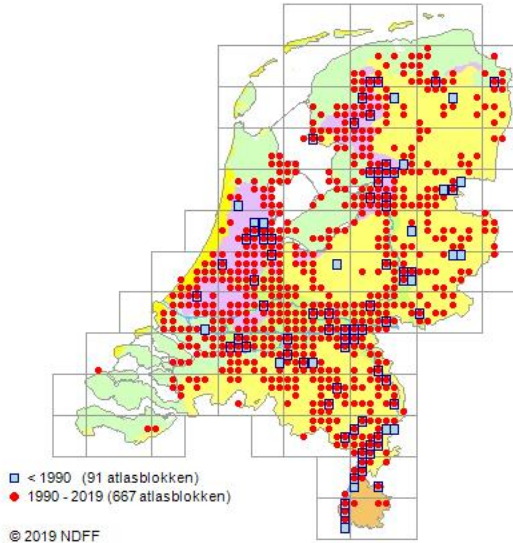 < 1990 (91 atlasblokken)
1990 - 2019 (667 atlasblokken)
© 2019 NDFF